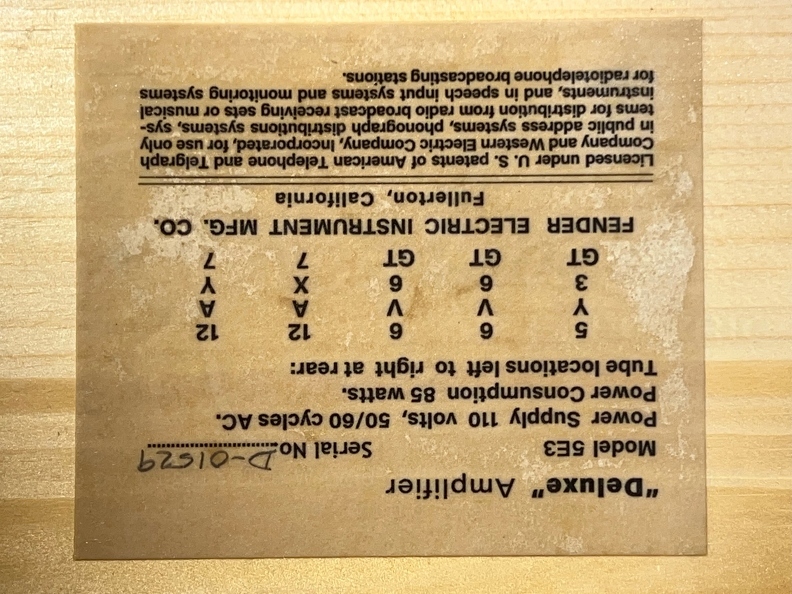 "Deluxe" Amplifier
Model 5E3 Serial No. D-01529
Power Supply 110 volts, 50/60 cycles AC.
Power Consumption 85 watts.
Tube locations left to right at rear:
5 6 6 12 12
Y V V A A
3 6 6 X Y
GT GT GT 7 7
FENDER ELECTRIC INSTRUMENT MFG. CO.
Fullerton, California
Licensed under U. S. patents of American Telephone and Telgraph
Company and Western Electric Company, Incorporated, for use only
in public address systems, phonograph distributions systems, sys-
tems for distribution from radio broadcast receiving sets or musical
instruments, and in speech input systems and monitoring systems
for radiotelephone broadcasting stations.